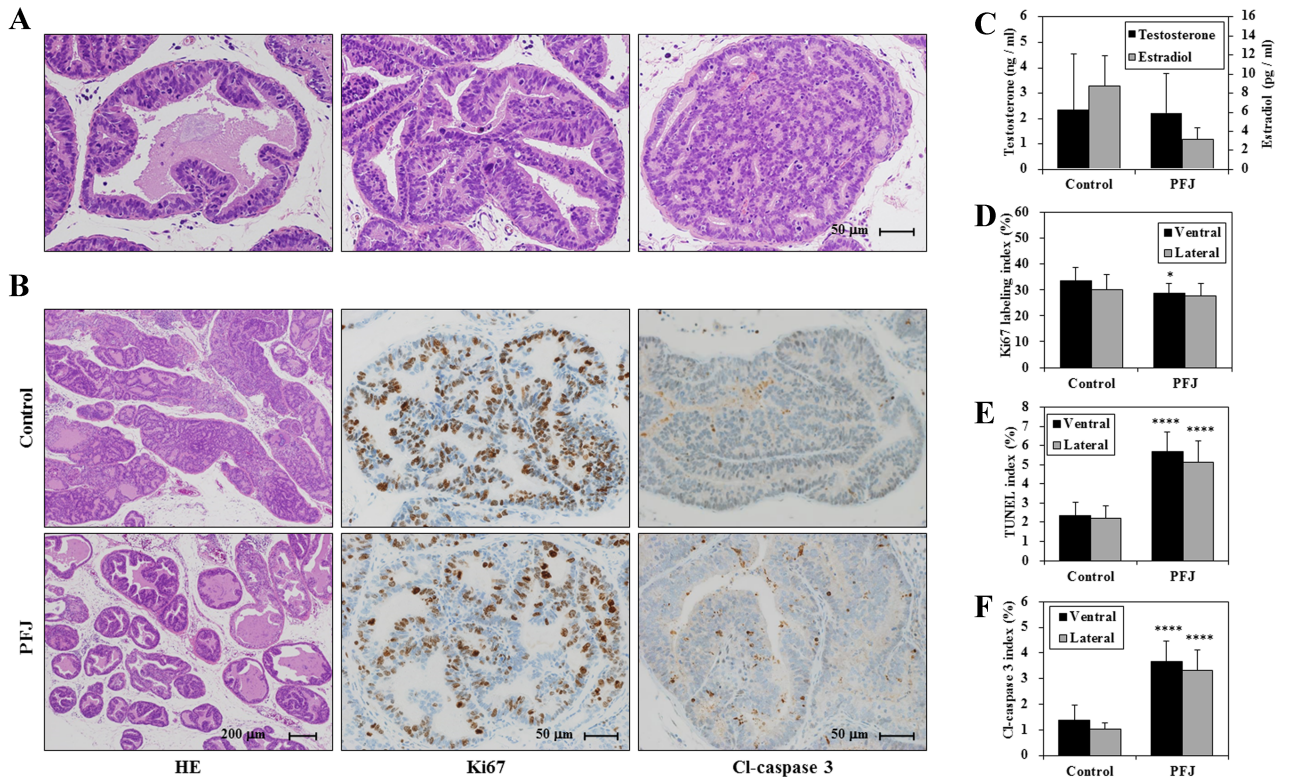 A
50 μm
B
Control
PFJ
200 μm
50 μm
50 μm
HE
Ki67
Cl-caspase 3
C
Testosterone (ng / ml)
6
5
4
3
2
1
0
Testosterone
Estradiol
16
14
12
10
8
6
4
2
0
Estradiol (pg / ml)
Control
PFJ
D
Ki67 labeling index (%)
60
50
40
30
20
10
0
Ventral
Lateral
*
Control
PFJ
E
TUNEL index (%)
8
7
6
5
4
3
2
1
0
Ventral
Lateral
****
****
Control
PFJ
F
Cl-caspase 3 index (%)
6
5
4
3
2
1
0
Ventral
Lateral
****
****
Control
PFJ